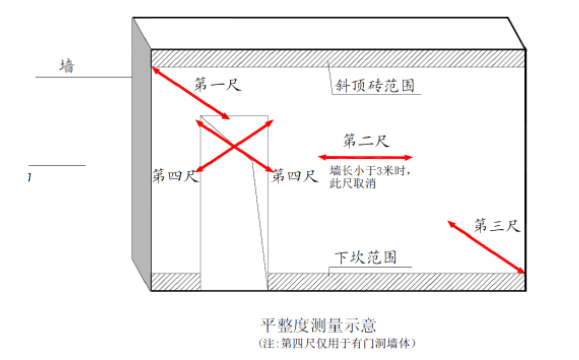 墙
第一尺
斜顶砖范围
第二尺
墙长小于3米时,
此尺取消
第四尺
第四尺
第三尺
下坎范围
平整度测量示意
(注:第四尺仅用于有门洞墙体)